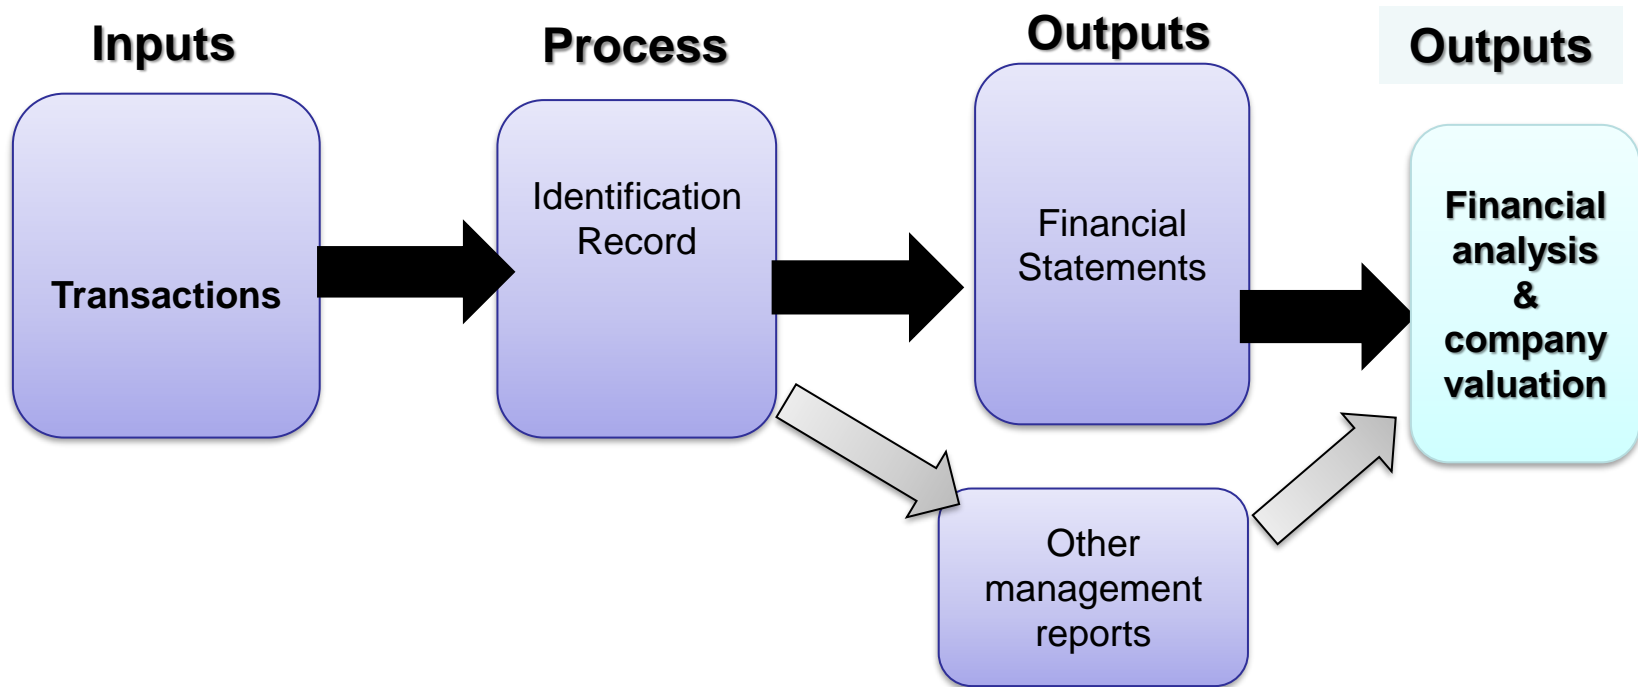 Inputs
Process
Outputs
Outputs
Transactions
Identification
Record
Financial
Statements
Financial
analysis
&
company
valuation
Other
management
reports